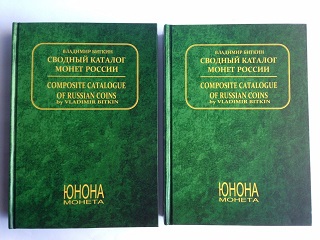 ВЛАДИМИР БИТКИН
СВОДНЫЙ КАТАЛОГ
МОНЕТ РОССИИ
COMPOSITE CATALOGUE
OF RUSSIAN COINS
by VLADIMIR BITKIN
ЮНОНА
МОНЕТА
ВЛАДИМИР БИТКИН
СВОДНЫЙ КАТАЛОГ
МОНЕТ РОССИИ
COMPOSITE CATALOGUE
OF RUSSIAN COINS
by VLADIMIR BITKIN
ЮНОНА
МОНЕТА